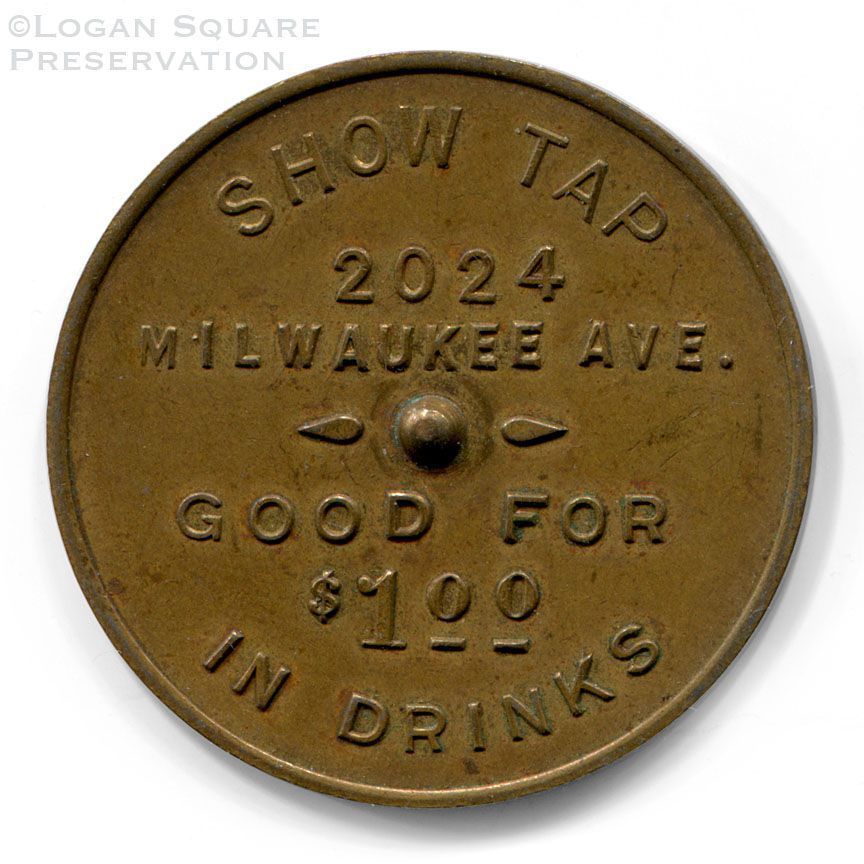 ©Logan Square
Preservation
SHOW TAP
2024
MILWAUKEE AVE.
GOOD FOR
$1.00
IN DRINKS